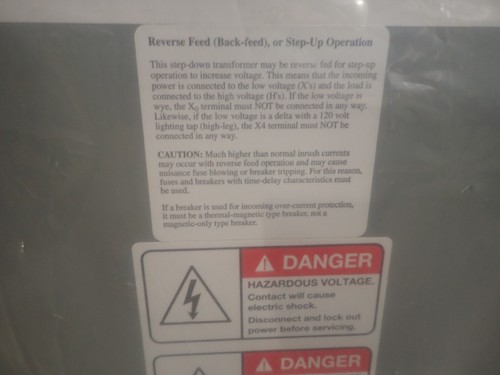 Reverse Feed (Back-feed), or Step-Up Operation
This step-down transformer may be reverse fed for step-up
operation to increase voltage. This means that the incoming
power is connected to the low voltage (X's) and the load is
connected to the high voltage (H's). If the low voltage is
wye, the X₀ terminal must NOT be connected in any way.
Likewise, if the low voltage is a delta with a 120 volt
lighting tap (high-leg), the X4 terminal must NOT be
connected in any way.
CAUTION: Much higher than normal inrush currents
may occur with reverse feed operation and may cause
nuisance fuse blowing or breaker tripping. For this reason,
fuses and breakers with time-delay characteristics must
be used.
If a breaker is used for incoming over-current protection,
it must be a thermal-magnetic type breaker, not a
magnetic-only type breaker.
DANGER
HAZARDOUS VOLTAGE.
Contact will cause
electric shock.
Disconnect and lock out
power before servicing.
DANGER